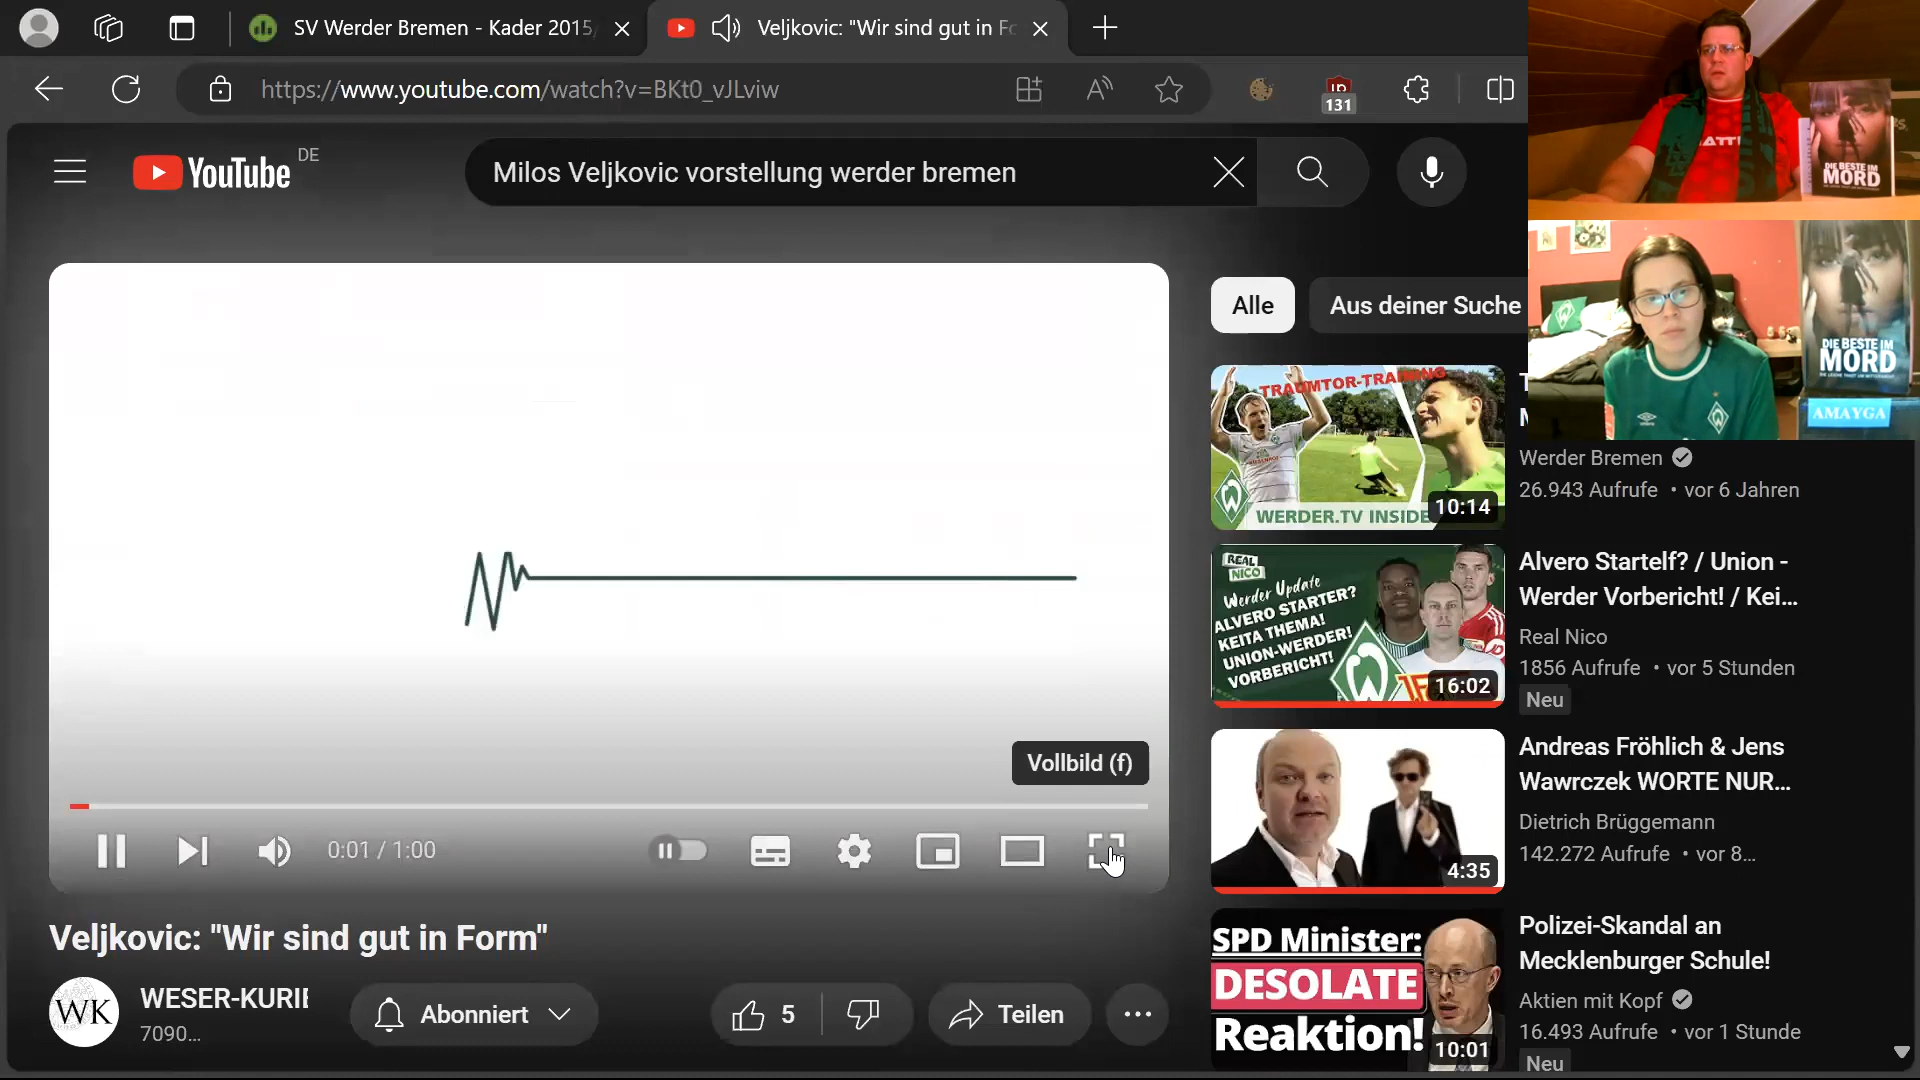 SV Werder Bremen - Kader 2015
Veljkovic: "Wir sind gut in Fo
https://www.youtube.com/watch?v=BKt0_vJLviw
131
YouTube DE
Milos Veljkovic vorstellung werder bremen
Alle
Aus deiner Suche
DIE BESTE IM
MORD
DIE BESTE IM
MORD
AMAYGA
Vollbild (f)
0:01 / 1:00
Veljkovic: "Wir sind gut in Form"
WK
WESER-KURIE
7090...
Abonniert
5
Teilen
TRAUMTOR-TRAINING
WERDER.TV INSIDE
10:14
Werder Bremen
26.943 Aufrufe • vor 6 Jahren
REAL
NICO
Werder Update
ALVERO STARTER?
KEITA THEMA!
UNION-WERDER!
VORBERICHT!
16:02
Alvero Startelf? / Union -
Werder Vorbericht! / Kei...
Real Nico
1856 Aufrufe • vor 5 Stunden
Neu
4:35
Andreas Fröhlich & Jens
Wawrczek WORTE NUR...
Dietrich Brüggemann
142.272 Aufrufe • vor 8...
SPD Minister:
DESOLATE
Reaktion!
10:01
Polizei-Skandal an
Mecklenburger Schule!
Aktien mit Kopf
16.493 Aufrufe • vor 1 Stunde
Neu